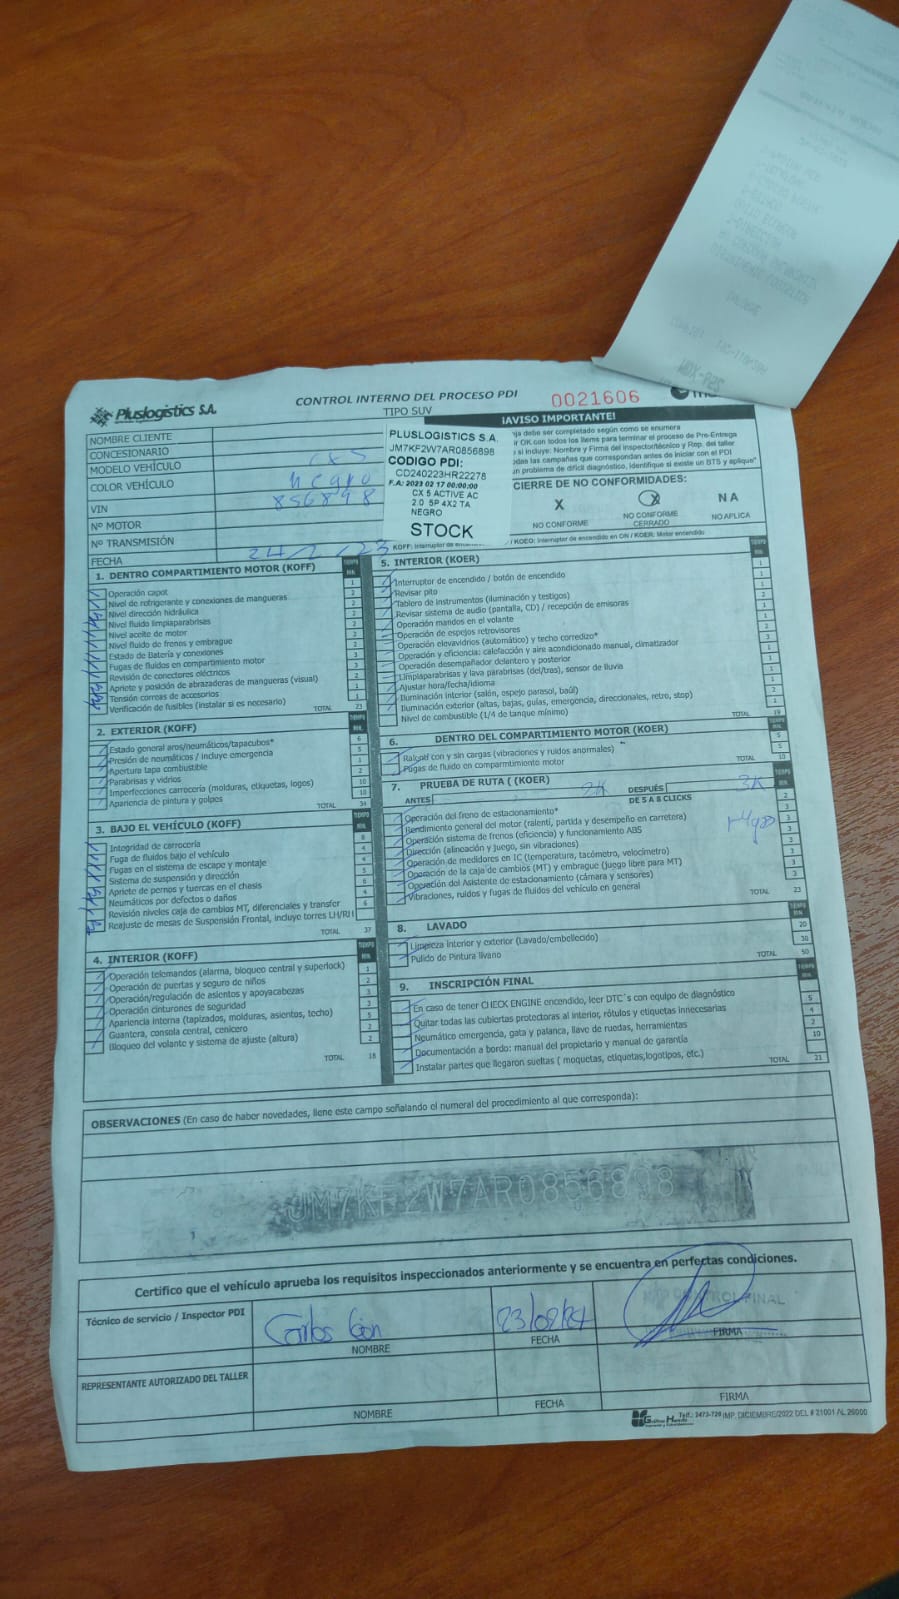 Pluslogistics S.A.
CONTROL INTERNO DEL PROCESO PDI
0021606
TIPO SUV
NOMBRE CLIENTE
CONCESIONARIO
MODELO VEHÍCULO CX5
COLOR VEHÍCULO negro
VIN 856898
Nº MOTOR
Nº TRANSMISIÓN
FECHA
PLUSLOGISTICS S.A.
JM7KF2W7AR0856898
CODIGO PDI:
CD240223HR22278
F.A: 2023 02 17 00:00:00
CX 5 ACTIVE AC
2.0 5P 4X2 TA
NEGRO
STOCK
¡AVISO IMPORTANTE!
ja debe ser completado según como se enumera
r OK con todos los ítems para terminar el proceso de Pre-Entrega
si incluye: Nombre y Firma del inspector/técnico y Rep. del taller
das las campañas que correspondan antes de iniciar con el PDI
un problema de difícil diagnóstico, identifique si existe un BTS y aplique"
CIERRE DE NO CONFORMIDADES:
X X N A
NO CONFORME NO CONFORME CERRADO NO APLICA
KOFF: Interruptor de / KOEO: Interruptor de encendido en ON / KOER: Motor encendido
1. DENTRO COMPARTIMIENTO MOTOR (KOFF) TIEMPO MIN.
Operación capot 1
Nivel de refrigerante y conexiones de mangueras 2
Nivel dirección hidráulica 2
Nivel fluido limpiaparabrisas 2
Nivel aceite de motor 2
Nivel fluido de frenos y embrague 2
Estado de Batería y conexiones 3
Fugas de fluidos en compartimiento motor 3
Revisión de conectores eléctricos 2
Apriete y posición de abrazaderas de mangueras (visual)
Tensión correas de accesorios
Verificación de fusibles (instalar si es necesario)
TOTAL 23
2. EXTERIOR (KOFF) TIEMPO MIN.
Estado general aros/neumáticos/tapacubos* 6
Presión de neumáticos / incluye emergencia 5
Apertura tapa combustible 1
Parabrisas y vidrios 2
Imperfecciones carrocería (molduras, etiquetas, logos) 10
Apariencia de pintura y golpes 10
TOTAL 34
3. BAJO EL VEHÍCULO (KOFF) TIEMPO MIN.
Integridad de carrocería 8
Fuga de fluidos bajo el vehículo 4
Fugas en el sistema de escape y montaje 4
Sistema de suspensión y dirección 5
Apriete de pernos y tuercas en el chasis 6
Neumáticos por defectos o daños 4
Revisión niveles caja de cambios MT, diferenciales y transfer 6
Reajuste de mesas de Suspensión Frontal, incluye torres LH/RH
TOTAL 37
4. INTERIOR (KOFF) TIEMPO MIN.
Operación telemandos (alarma, bloqueo central y superlock) 1
Operación de puertas y seguro de niños 2
Operación/regulación de asientos y apoyacabezas 3
Operación cinturones de seguridad 3
Apariencia interna (tapizados, molduras, asientos, techo) 5
Guantera, consola central, cenicero 2
Bloqueo del volante y sistema de ajuste (altura) 2
TOTAL 18
5. INTERIOR (KOER) TIEMPO MIN.
Interruptor de encendido / botón de encendido 1
Revisar pito 1
Tablero de instrumentos (iluminación y testigos) 2
Revisar sistema de audio (pantalla, CD) / recepción de emisoras
Operación mandos en el volante
Operación de espejos retrovisores
Operación elevavidrios (automático) y techo corredizo*
Operación y eficiencia: calefacción y aire acondicionado manual, climatizador
Operación desempañador delantero y posterior
Limpiaparabrisas y lava parabrisas (del/tras), sensor de lluvia
Ajustar hora/fecha/idioma
Iluminación interior (salón, espejo parasol, baúl)
Iluminación exterior (altas, bajas, guías, emergencia, direccionales, retro, stop)
Nivel de combustible (1/4 de tanque mínimo)
TOTAL 19
6. DENTRO DEL COMPARTIMIENTO MOTOR (KOER)
Ralentí con y sin cargas (vibraciones y ruidos anormales) 5
Fugas de fluido en compartimiento motor 5
TOTAL 10
7. PRUEBA DE RUTA ( (KOER) TIEMPO MIN.
ANTES 2K DESPUÉS 3K
DE 5 A 8 CLICKS
Operación del freno de estacionamiento* 2
Rendimiento general del motor (ralentí, partida y desempeño en carretera) 3
Operación sistema de frenos (eficiencia) y funcionamiento ABS 3
Dirección (alineación y juego, sin vibraciones) 3
Operación de medidores en IC (temperatura, tacómetro, velocímetro) 3
Operación de la caja de cambios (MT) y embrague (juego libre para MT) 3
Operación del Asistente de estacionamiento (cámara y sensores) 3
Vibraciones, ruidos y fugas de fluidos del vehículo en general 3
TOTAL 23
8. LAVADO TIEMPO MIN.
Limpieza interior y exterior (Lavado/embellecido) 20
Pulido de Pintura liviano 30
TOTAL 50
9. INSCRIPCIÓN FINAL TIEMPO MIN.
En caso de tener CHECK ENGINE encendido, leer DTC´s con equipo de diagnóstico
Quitar todas las cubiertas protectoras al interior, rótulos y etiquetas innecesarias 5
Neumático emergencia, gata y palanca, llave de ruedas, herramientas 4
Documentación a bordo: manual del propietario y manual de garantía 2
Instalar partes que llegaron sueltas ( moquetas, etiquetas,logotipos, etc.) 10
TOTAL 21
OBSERVACIONES (En caso de haber novedades, llene este campo señalando el numeral del procedimiento al que corresponda):
JM7KF2W7AR0856898
Certifico que el vehículo aprueba los requisitos inspeccionados anteriormente y se encuentra en perfectas condiciones.
Técnico de servicio / Inspector PDI
Carlos
CONTROL FINAL
NOMBRE FECHA FIRMA
REPRESENTANTE AUTORIZADO DEL TALLER
NOMBRE FECHA FIRMA
Telf.: 2473-720 IMP. DICIEMBRE/2022 DEL # 21001 AL 26000